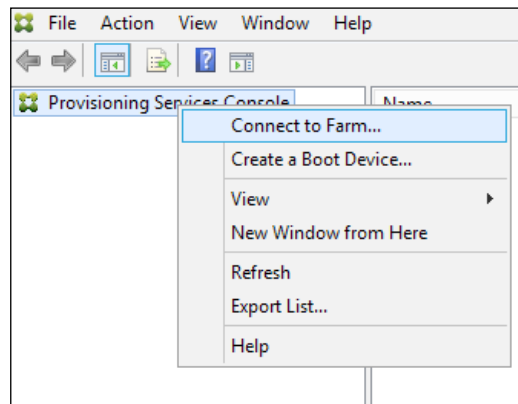 File Action View Window Help
Provisioning Services Console
Name
Connect to Farm...
Create a Boot Device...
View
New Window from Here
Refresh
Export List...
Help